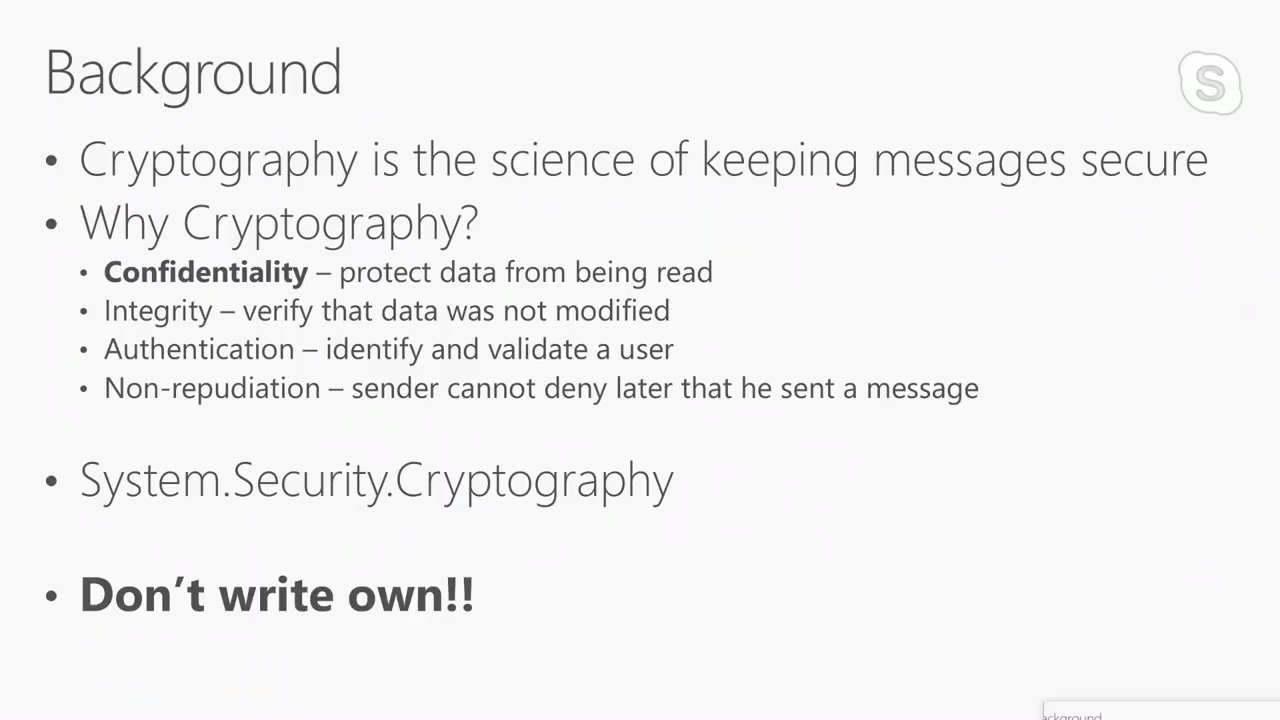 Background
S
• Cryptography is the science of keeping messages secure
• Why Cryptography?
• Confidentiality – protect data from being read
• Integrity – verify that data was not modified
• Authentication – identify and validate a user
• Non-repudiation – sender cannot deny later that he sent a message
• System.Security.Cryptography
• Don’t write own!!